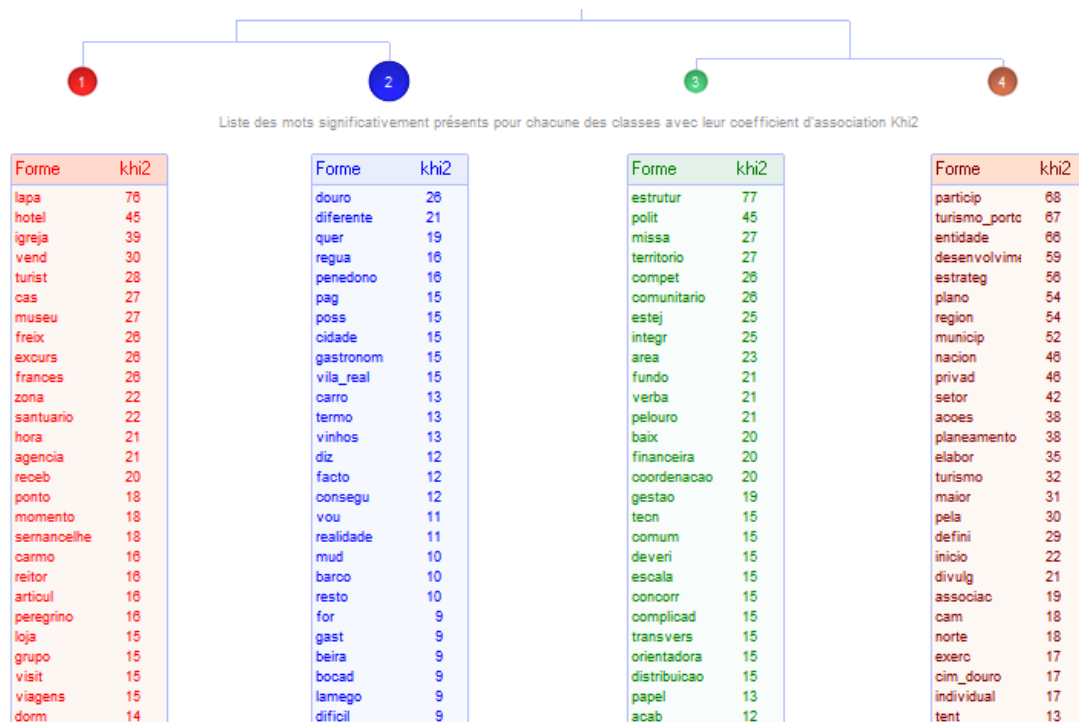 1 2 3 4
Liste des mots significativement présents pour chacune des classes avec leur coefficient d'association Khi2
Forme khi2
lapa 76
hotel 45
igreja 39
vend 30
turist 28
cas 27
museu 27
freix 26
excurs 26
frances 26
zona 22
santuario 22
hora 21
agencia 21
receb 20
ponto 18
momento 18
sernancelhe 18
carmo 16
reitor 16
articul 16
peregrino 16
loja 15
grupo 15
visit 15
viagens 15
dorm 14
Forme khi2
douro 26
diferente 21
quer 19
regua 16
penedono 16
pag 15
poss 15
cidade 15
gastronom 15
vila_real 15
carro 13
termo 13
vinhos 13
diz 12
facto 12
consegu 12
vou 11
realidade 11
mud 10
barco 10
resto 10
for 9
gast 9
beira 9
bocad 9
lamego 9
dificil 9
Forme khi2
estrutur 77
polit 45
missa 27
territorio 27
compet 26
comunitario 26
estej 25
integr 25
area 23
fundo 21
verba 21
pelouro 21
baix 20
financeira 20
coordenacao 20
gestao 19
tecn 15
comum 15
deveri 15
escala 15
concorr 15
complicad 15
transvers 15
orientadora 15
distribuicao 15
papel 13
acab 12
Forme khi2
particip 68
turismo_porto 67
entidade 66
desenvolvime 59
estrateg 56
plano 54
region 54
municip 52
nacion 46
privad 46
setor 42
acoes 38
planeamento 38
elabor 35
turismo 32
maior 31
pela 30
defini 29
inicio 22
divulg 21
associac 19
cam 18
norte 18
exerc 17
cim_douro 17
individual 17
tent 13